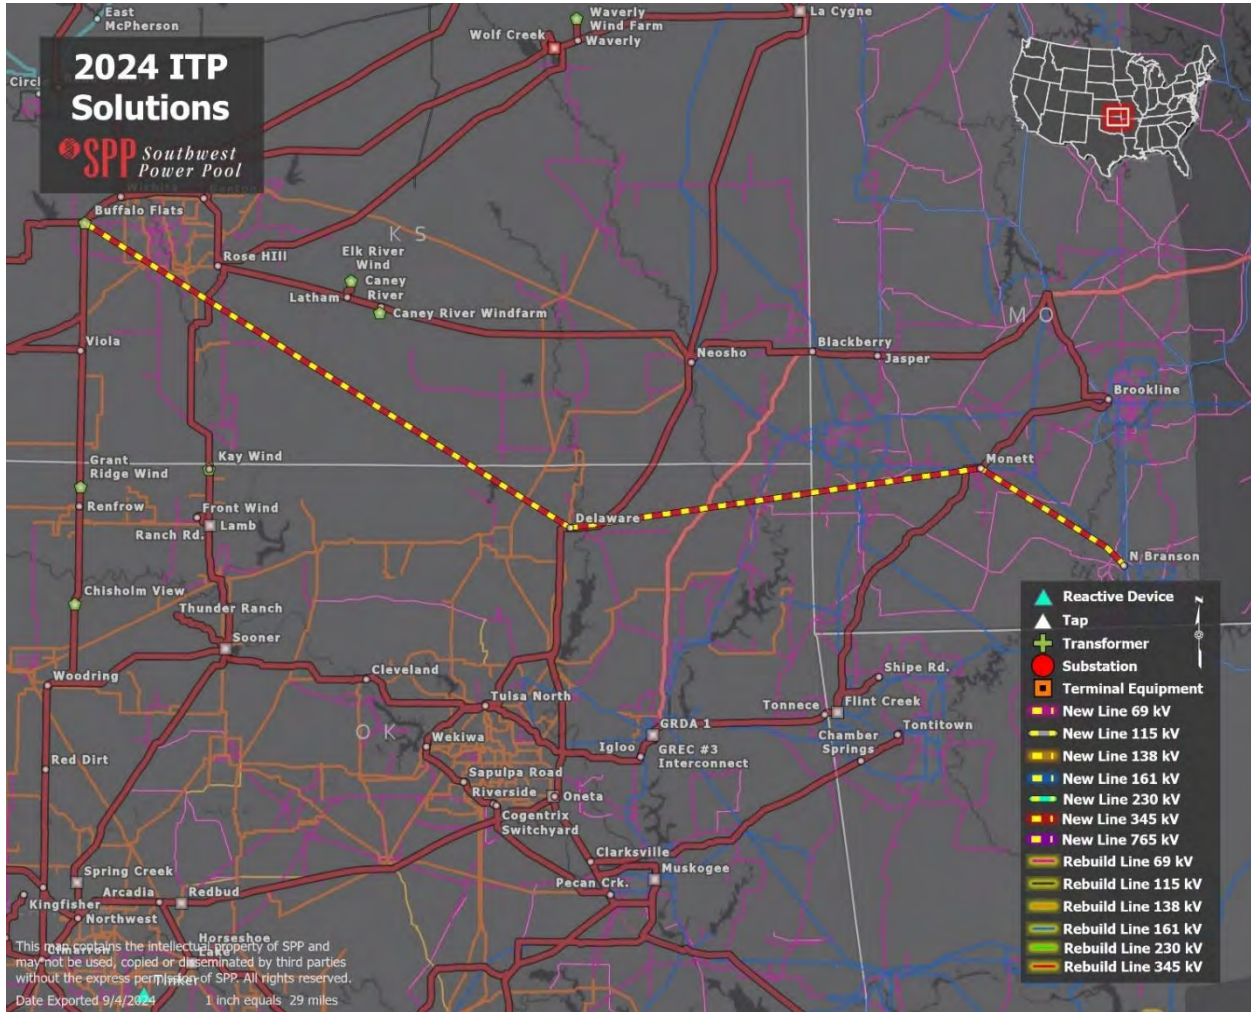 East
McPherson
2024 ITP
Solutions
SPP Southwest
Power Pool
Wichita
Buffalo Flats
Wolf Creek
Waverly
Wind Farm
Waverly
La Cygne
K S
Rose Hill
Elk River
Wind
Caney
River
Latham
Caney River Windfarm
Viola
Neosho
Blackberry
Jasper
M O
Brookline
Grant
Ridge Wind
Kay Wind
Monett
Renfrow
Front Wind
Lamb
Ranch Rd.
Delaware
N Branson
Chisholm View
Thunder Ranch
Sooner
Woodring
Cleveland
Tulsa North
Shipe Rd.
Tonnece
Flint Creek
Chamber
Springs
Tontitown
O K
Wekiwa
GRDA 1
Igloo
GREC #3
Interconnect
Red Dirt
Sapulpa Road
Riverside
Oneta
Cogentrix
Switchyard
Clarksville
Muskogee
Pecan Crk.
Spring Creek
Arcadia
Redbud
Kingfisher
Northwest
Cimarron
Horseshoe
Lake
Tinker
This map contains the intellectual property of SPP and
may not be used, copied or disseminated by third parties
without the express permission of SPP. All rights reserved.
Date Exported 9/4/2024 1 inch equals 29 miles
N
Reactive Device
Tap
Transformer
Substation
Terminal Equipment
New Line 69 kV
New Line 115 kV
New Line 138 kV
New Line 161 kV
New Line 230 kV
New Line 345 kV
New Line 765 kV
Rebuild Line 69 kV
Rebuild Line 115 kV
Rebuild Line 138 kV
Rebuild Line 161 kV
Rebuild Line 230 kV
Rebuild Line 345 kV